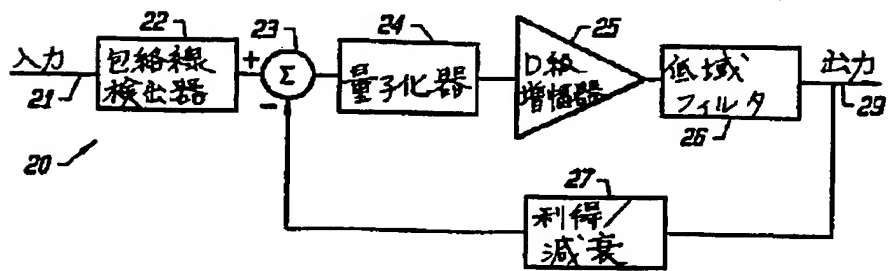 入力
21
22
包絡線
検出器
+
−
23
Σ
24
量子化器
25
D級
増幅器
低域
フィルタ
26
出力
29
20
27
利得
減衰